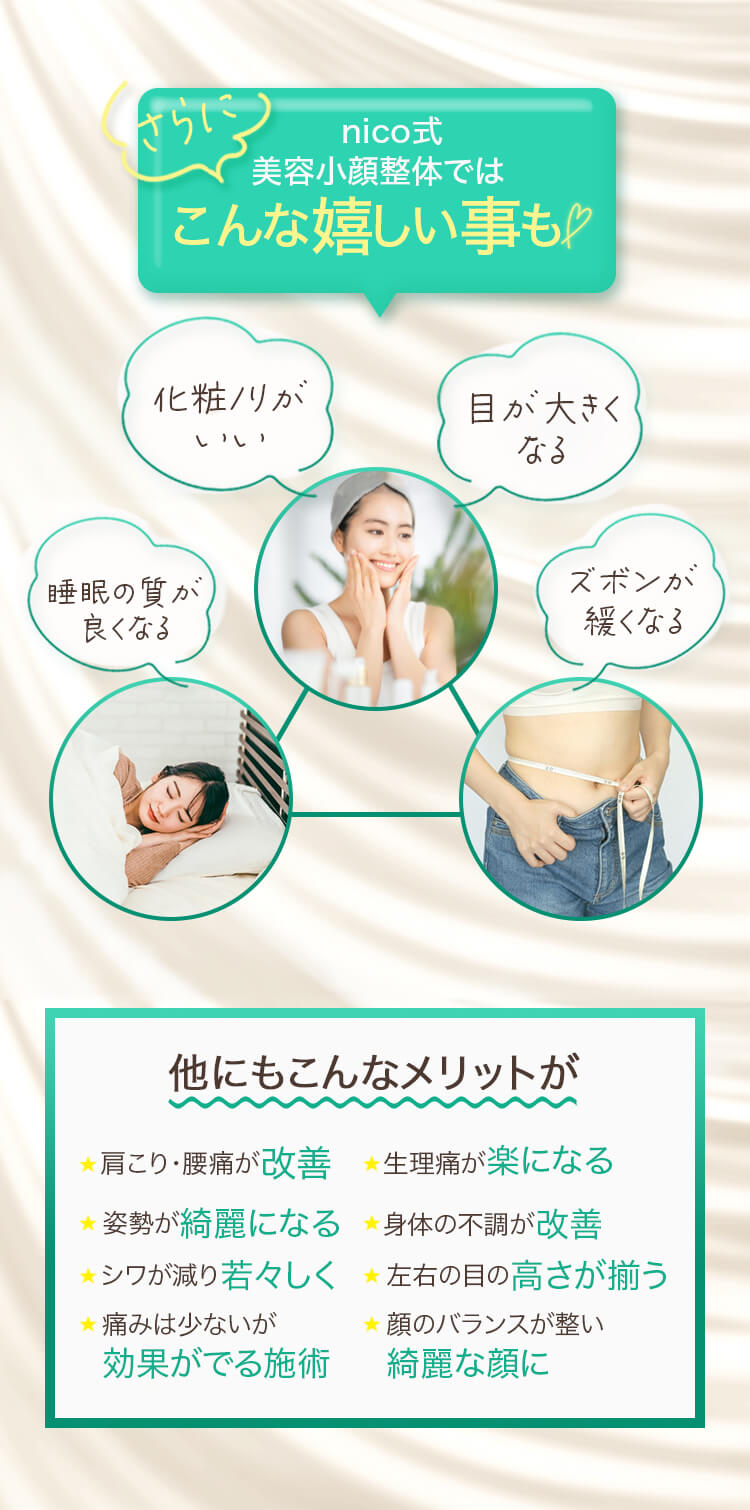 さらに
nico式
美容小顔整体では
こんな嬉しい事も
化粧ノリが
いい
目が大きく
なる
睡眠の質が
良くなる
ズボンが
緩くなる
他にもこんなメリットが
★肩こり・腰痛が改善
★生理痛が楽になる
★姿勢が綺麗になる
★身体の不調が改善
★シワが減り若々しく
★左右の目の高さが揃う
★痛みは少ないが
効果がでる施術
★顔のバランスが整い
綺麗な顔に